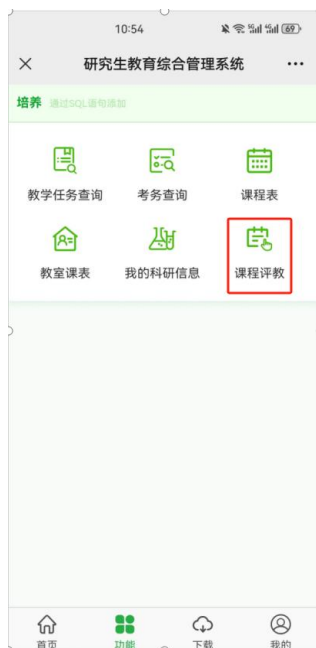 10:54
69
研究生教育综合管理系统
培养 通过SQL语句添加
教学任务查询 考务查询 课程表
教室课表 我的科研信息 课程评教
首页 功能 下载 我的